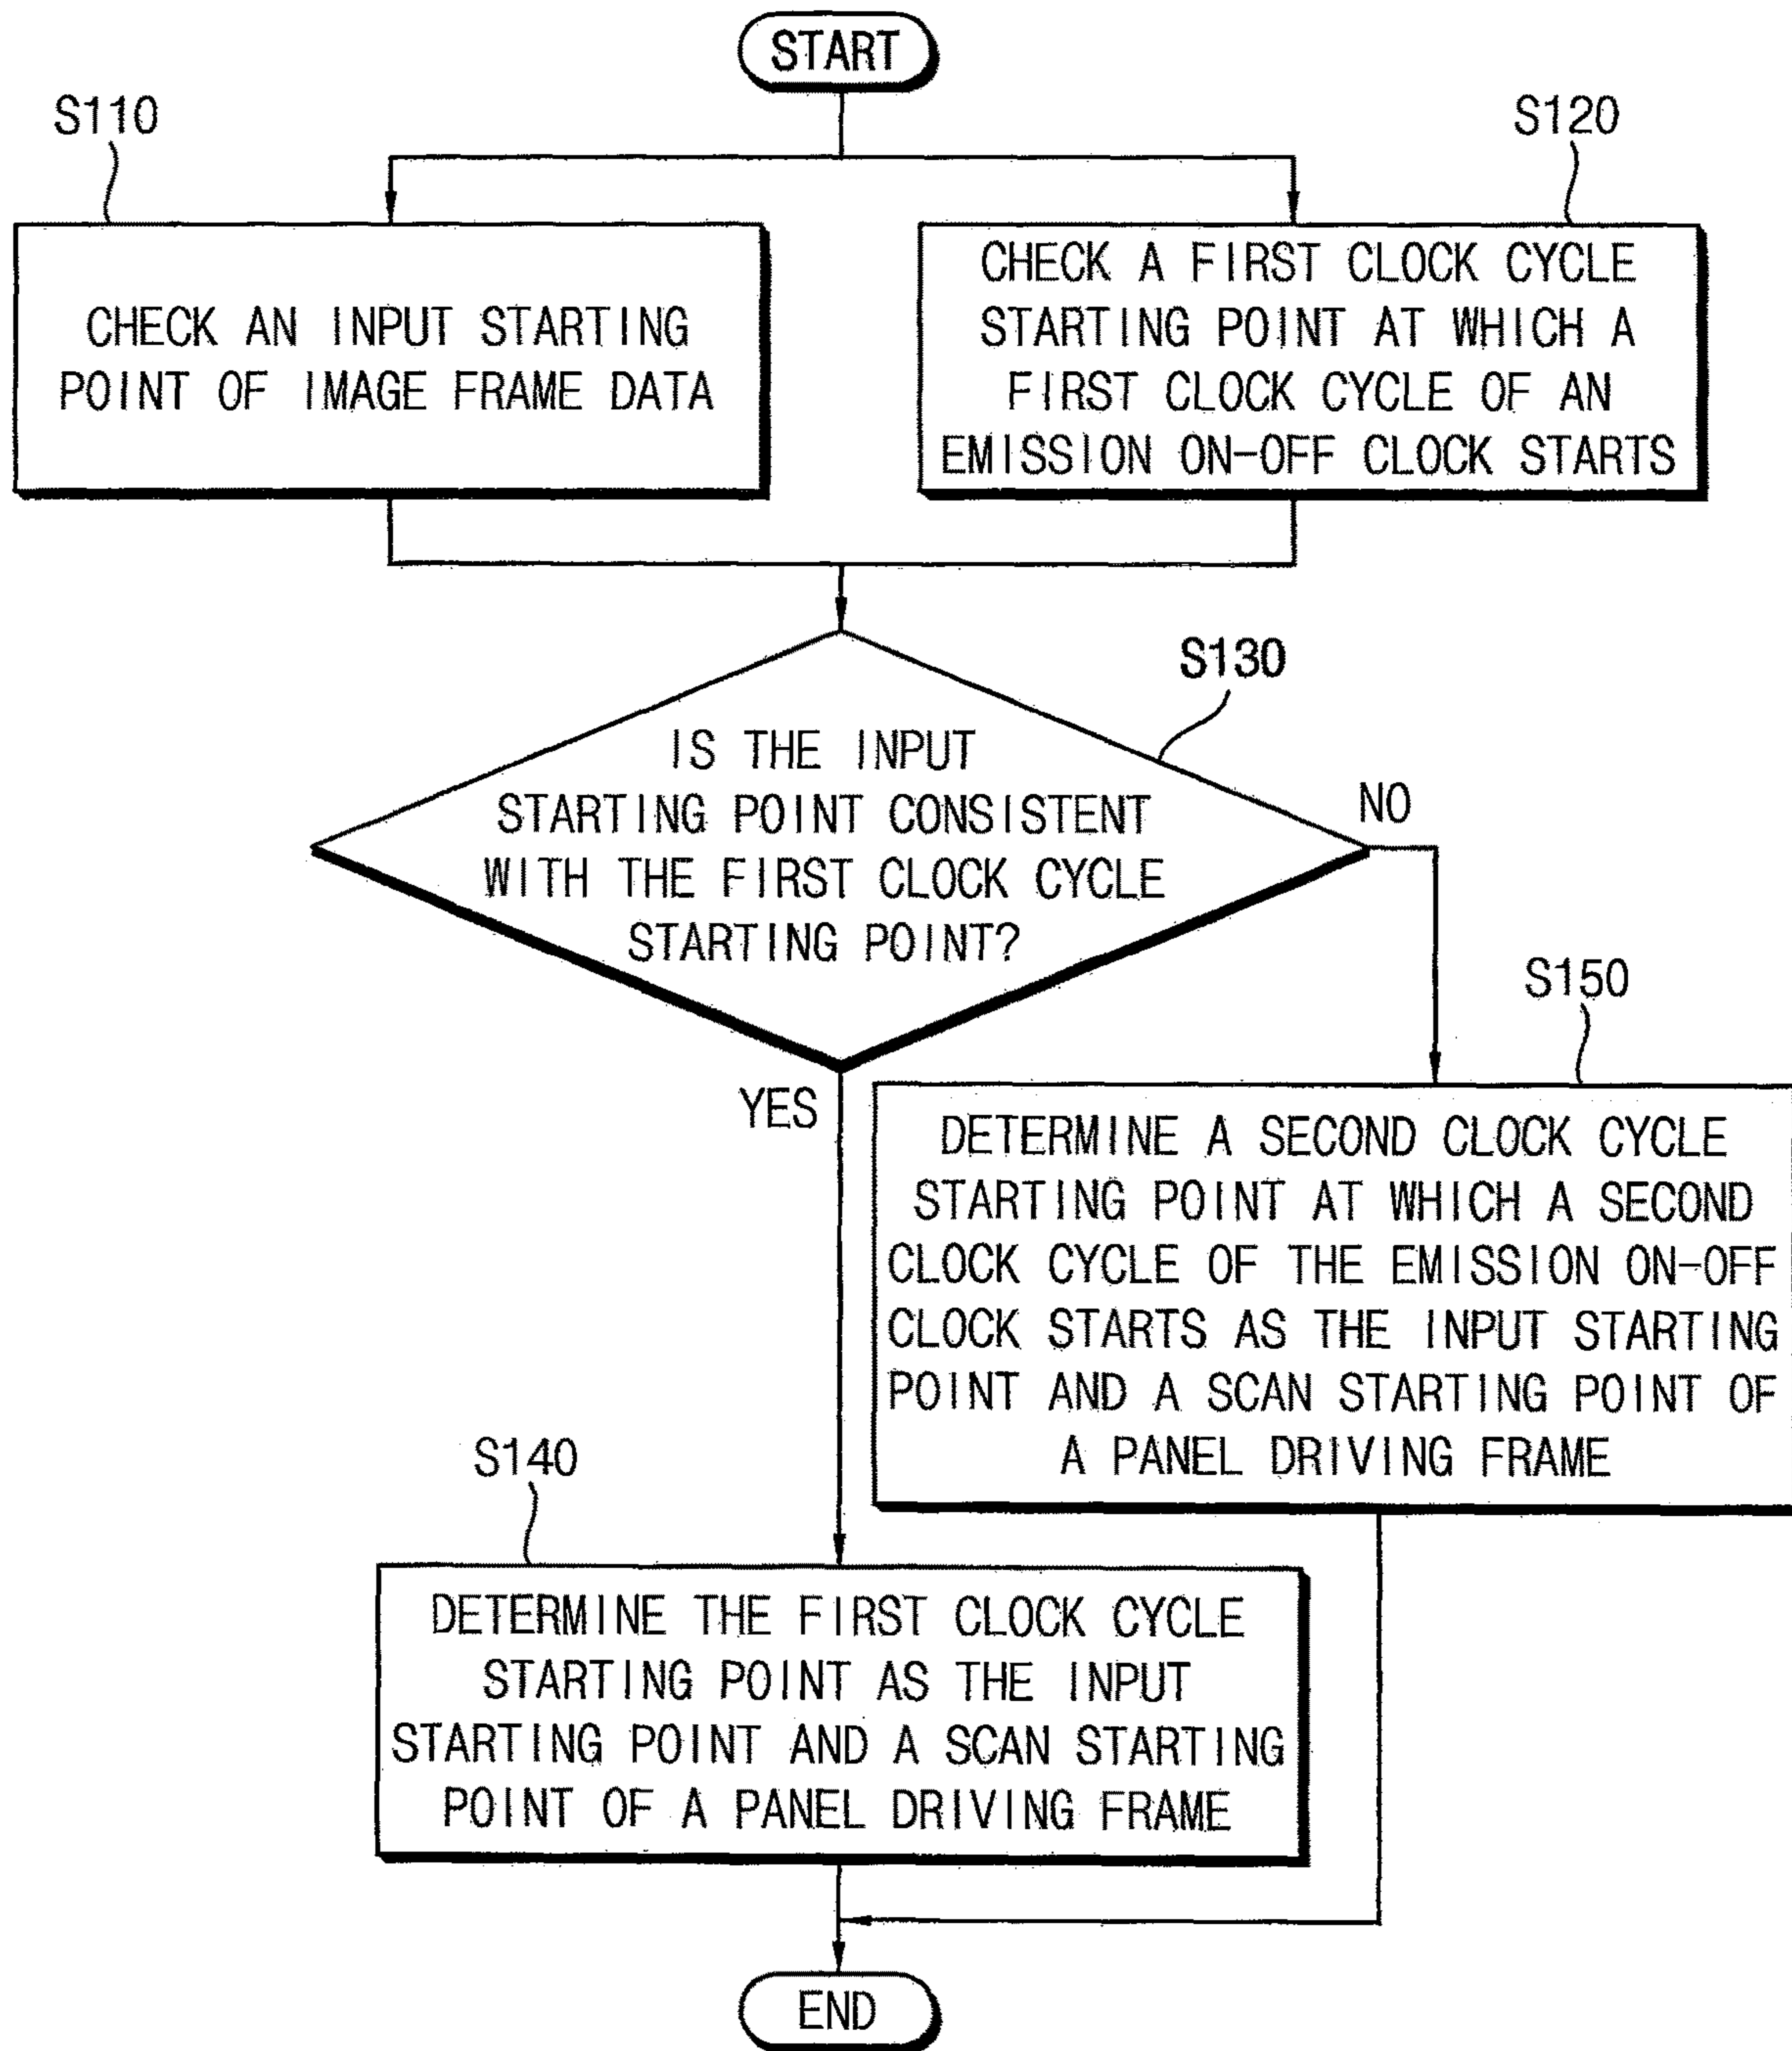 START
S110
CHECK AN INPUT STARTING
POINT OF IMAGE FRAME DATA
S120
CHECK A FIRST CLOCK CYCLE
STARTING POINT AT WHICH A
FIRST CLOCK CYCLE OF AN
EMISSION ON-OFF CLOCK STARTS
S130
IS THE INPUT
STARTING POINT CONSISTENT
WITH THE FIRST CLOCK CYCLE
STARTING POINT?
NO
YES
S150
DETERMINE A SECOND CLOCK CYCLE
STARTING POINT AT WHICH A SECOND
CLOCK CYCLE OF THE EMISSION ON-OFF
CLOCK STARTS AS THE INPUT STARTING
POINT AND A SCAN STARTING POINT OF
A PANEL DRIVING FRAME
S140
DETERMINE THE FIRST CLOCK CYCLE
STARTING POINT AS THE INPUT
STARTING POINT AND A SCAN STARTING
POINT OF A PANEL DRIVING FRAME
END